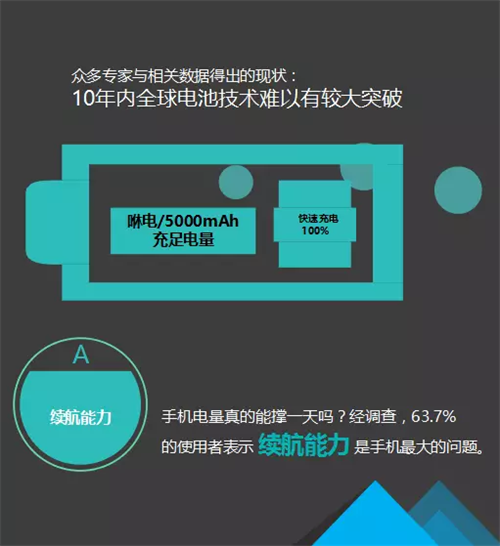 众多专家与相关数据得出的现状：
10年内全球电池技术难以有较大突破
咻电/5000mAh
充足电量
快速充电
100%
A
续航能力
手机电量真的能撑一天吗？经调查，63.7%
的使用者表示 续航能力 是手机最大的问题。